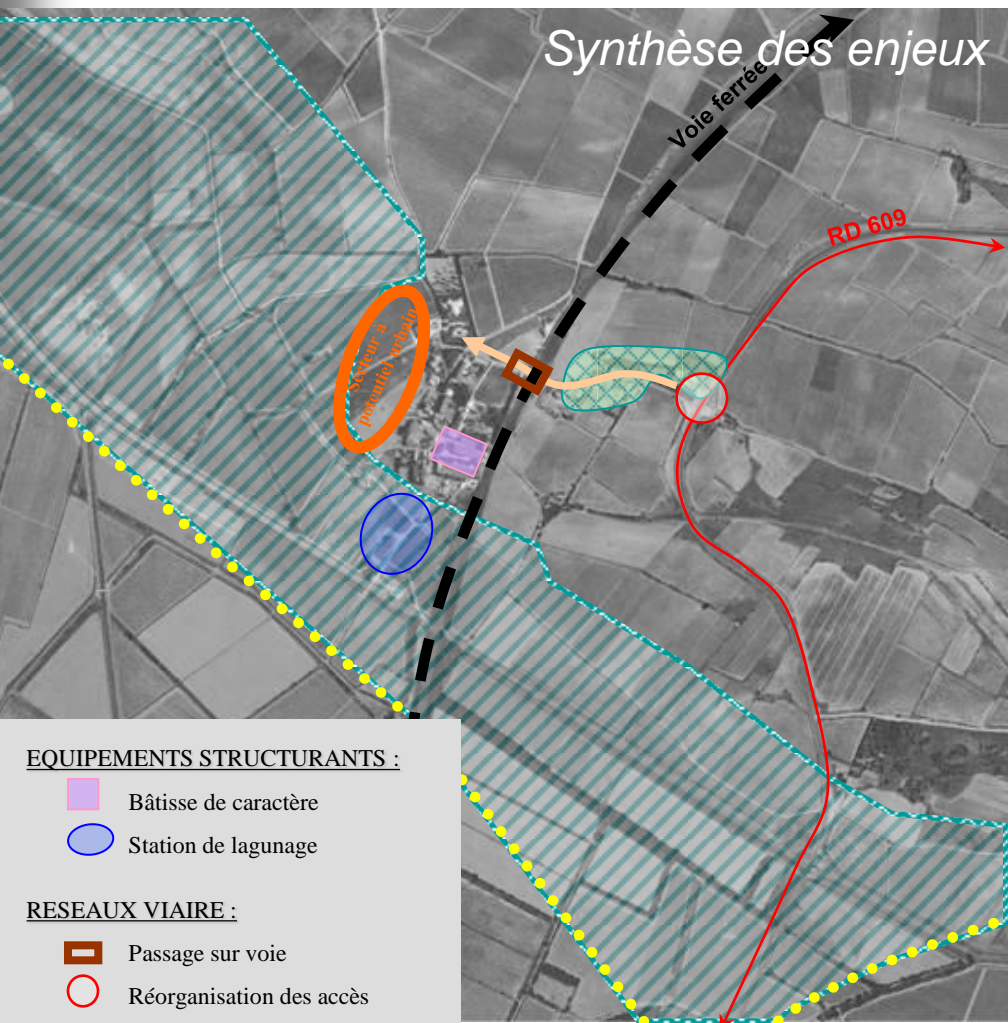 Synthèse des enjeux
Voie ferrée
RD 609
Secteur à
potentiel urbain
EQUIPEMENTS STRUCTURANTS :
Bâtisse de caractère
Station de lagunage
RESEAUX VIAIRE :
Passage sur voie
Réorganisation des accès